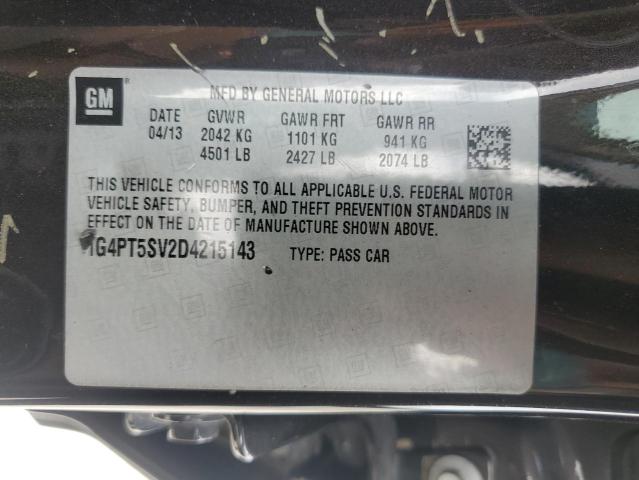 GM
MFD BY GENERAL MOTORS LLC
DATE GVWR GAWR FRT GAWR RR
04/13 2042 KG 1101 KG 941 KG
4501 LB 2427 LB 2074 LB
THIS VEHICLE CONFORMS TO ALL APPLICABLE U.S. FEDERAL MOTOR
VEHICLE SAFETY, BUMPER, AND THEFT PREVENTION STANDARDS IN
EFFECT ON THE DATE OF MANUFACTURE SHOWN ABOVE.
1G4PT5SV2D4215143 TYPE: PASS CAR